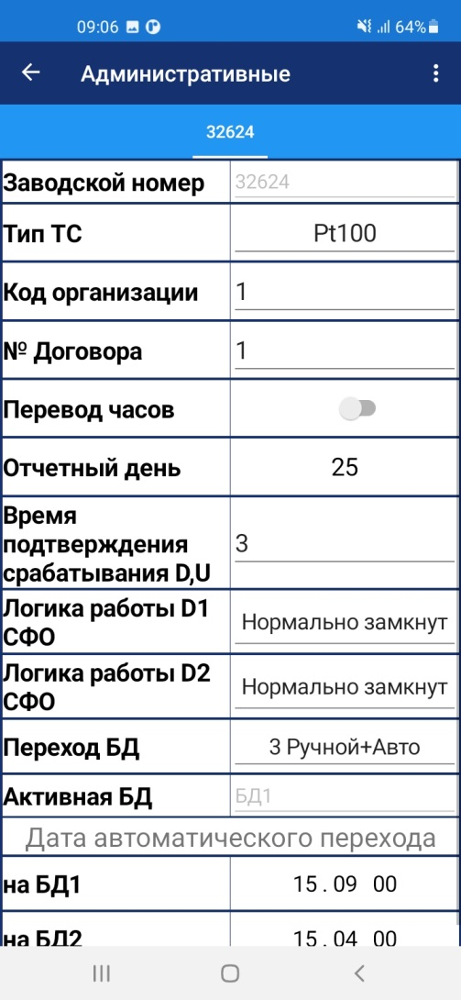 09:06 64%
Административные
32624
Заводской номер 32624
Тип ТС Pt100
Код организации 1
№ Договора 1
Перевод часов
Отчетный день 25
Время
подтверждения 3
срабатывания D,U
Логика работы D1 Нормально замкнут
СФО
Логика работы D2 Нормально замкнут
СФО
Переход БД 3 Ручной+Авто
Активная БД БД1
Дата автоматического перехода
на БД1 15 . 09 00
на БД2 15 . 04 00